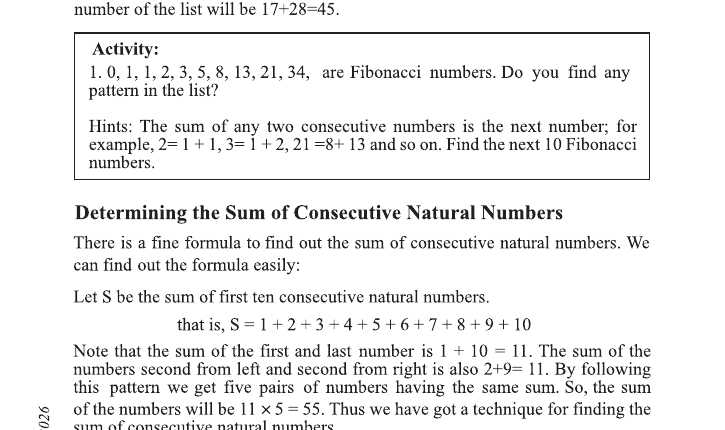 number of the list will be 17+28=45.
Activity:
1. 0, 1, 1, 2, 3, 5, 8, 13, 21, 34, are Fibonacci numbers. Do you find any
pattern in the list?
Hints: The sum of any two consecutive numbers is the next number; for
example, 2= 1 + 1, 3= 1 + 2, 21 =8+ 13 and so on. Find the next 10 Fibonacci
numbers.
Determining the Sum of Consecutive Natural Numbers
There is a fine formula to find out the sum of consecutive natural numbers. We
can find out the formula easily:
Let S be the sum of first ten consecutive natural numbers.
that is, S = 1 + 2 + 3 + 4 + 5 + 6 + 7 + 8 + 9 + 10
Note that the sum of the first and last number is 1 + 10 = 11. The sum of the
numbers second from left and second from right is also 2+9= 11. By following
this pattern we get five pairs of numbers having the same sum. So, the sum
of the numbers will be 11 × 5 = 55. Thus we have got a technique for finding the
sum of consecutive natural numbers